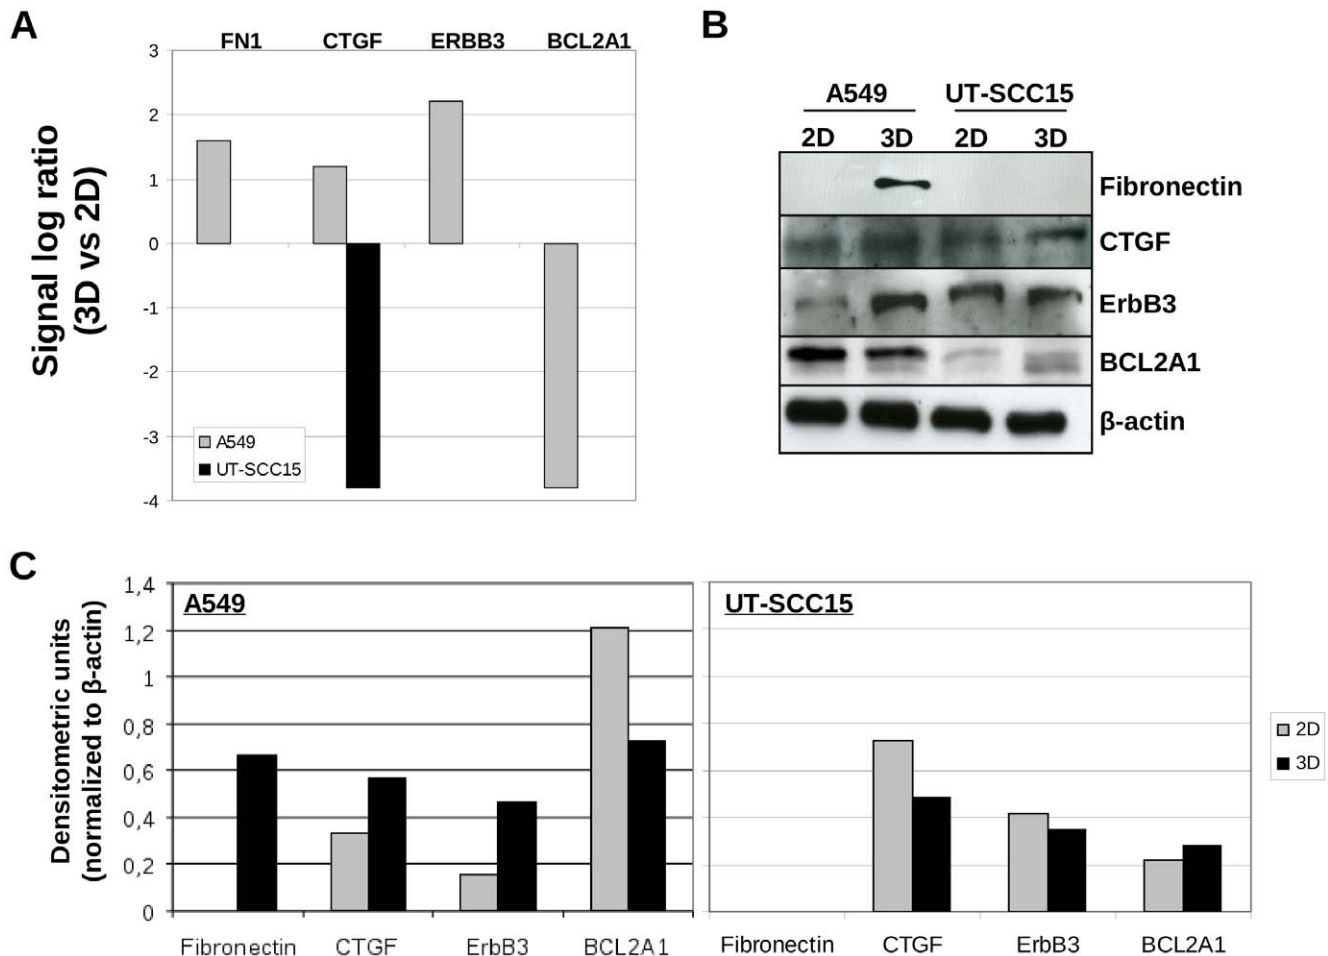 A
FN1 CTGF ERBB3 BCL2A1
3
2
1
0
-1
-2
-3
-4
Signal log ratio
(3D vs 2D)
A549
UT-SCC15
B
A549 UT-SCC15
2D 3D 2D 3D
Fibronectin
CTGF
ErbB3
BCL2A1
β-actin
C
Densitometric units
(normalized to β-actin)
1,4
1,2
1
0,8
0,6
0,4
0,2
0
A549
Fibronectin CTGF ErbB3 BCL2A1
UT-SCC15
Fibronectin CTGF ErbB3 BCL2A1
2D
3D